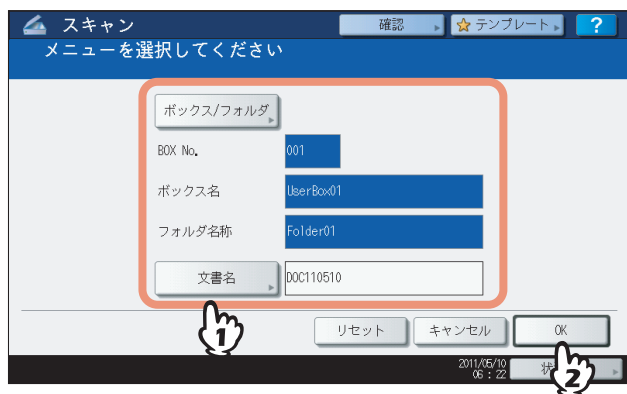 スキャン 確認 テンプレート ?
メニューを選択してください
ボックス/フォルダ
BOX No. 001
ボックス名 UserBox01
フォルダ名称 Folder01
文書名 DOC110510
1
リセット キャンセル OK
2011/05/10
06 : 22
2